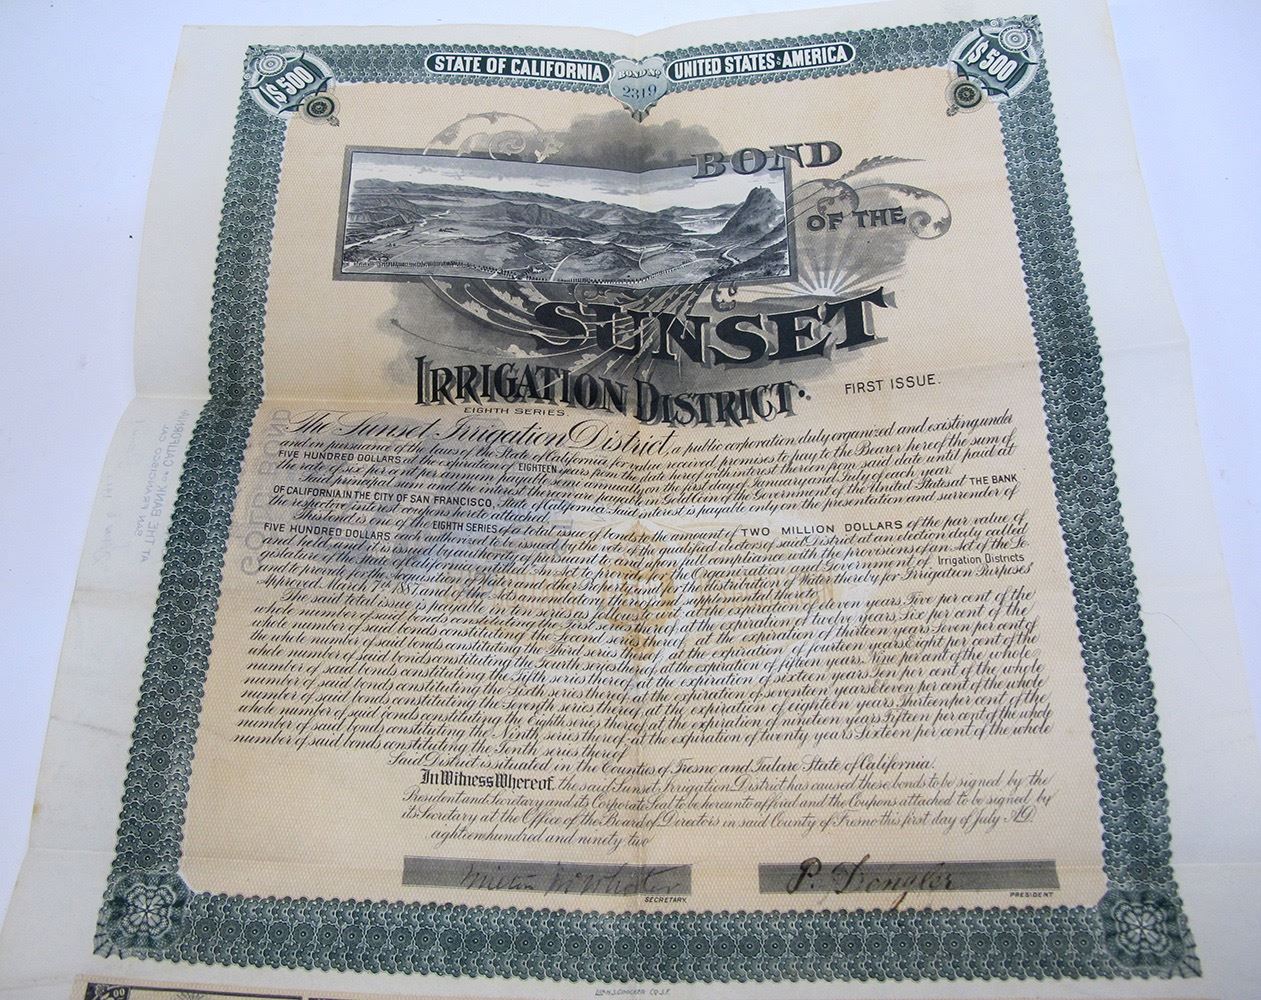 STATE OF CALIFORNIA UNITED STATES OF AMERICA
$500
BOND No
2319
$500
BOND
OF THE
SUNSET
IRRIGATION DISTRICT.
FIRST ISSUE.
EIGHTH SERIES.
The Sunset Irrigation District, a public corporation duly organized and existing under
and in pursuance of the laws of the State of California for value received, promises to pay to the Bearer hereof the sum of
FIVE HUNDRED DOLLARS at the expiration of EIGHTEEN years from the date hereof with interest thereon from said date until paid at
the rate of six per cent per annum payable semi annually on the first day of January and July of each year
Said principal sum and the interest thereon are payable in Gold Coin of the Government of the United States at THE BANK
OF CALIFORNIA IN THE CITY OF SAN FRANCISCO, State of California Said interest is payable only on the presentation and surrender of
the respective interest coupons hereto attached.
This bond is one of the EIGHTH SERIES of a total issue of bonds to the amount of TWO MILLION DOLLARS of the par value of
FIVE HUNDRED DOLLARS each authorized to be issued by the vote of the qualified electors of said District at an election duly called
and held, and it is issued by authority of pursuant to and upon full compliance with the provisions of an Act of the Le-
gislature of the State of California entitled "An Act to provide for the Organization and Government of Irrigation Districts
and to provide for the Acquisition of Water and other Property and for the distribution of Water thereby for Irrigation Purposes"
Approved March 7th 1887, and of the acts amendatory thereof and supplemental thereto.
The said total issue is payable in ten series as follows to wit at the expiration of eleven years Five per cent of the
whole number of said bonds constituting the First series thereof, at the expiration of twelve years Six per cent of the
whole number of said bonds constituting the Second series thereof, at the expiration of thirteen years Seven per cent of
the whole number of said bonds constituting the Third series thereof, at the expiration of fourteen years Eight per cent of the
whole number of said bonds constituting the Fourth series thereof, at the expiration of fifteen years Nine per cent of the whole
number of said bonds constituting the Fifth series thereof, at the expiration of sixteen years Ten per cent of the whole
number of said bonds constituting the Sixth series thereof, at the expiration of seventeen years Eleven per cent of the whole
number of said bonds constituting the Seventh series thereof, at the expiration of eighteen years Thirteen per cent of the
whole number of said bonds constituting the Eighth series thereof, at the expiration of nineteen years Fifteen per cent of the whole
number of said bonds constituting the Ninth series thereof, at the expiration of twenty years Sixteen per cent of the whole
number of said bonds constituting the Tenth series thereof
Said District is situated in the Counties of Fresno and Tulare State of California.
In Witness Whereof, the said Sunset Irrigation District has caused these bonds to be signed by the
President and Secretary and its Corporate Seal to be hereunto affixed and the Coupons attached to be signed by
its Secretary at the Office of the Board of Directors in said County of Fresno this first day of July A.D.
eighteen hundred and ninety two
SECRETARY.
PRESIDENT
GOLD BOND
AT THE BANK OF CALIFORNIA
SAN FRANCISCO CAL.